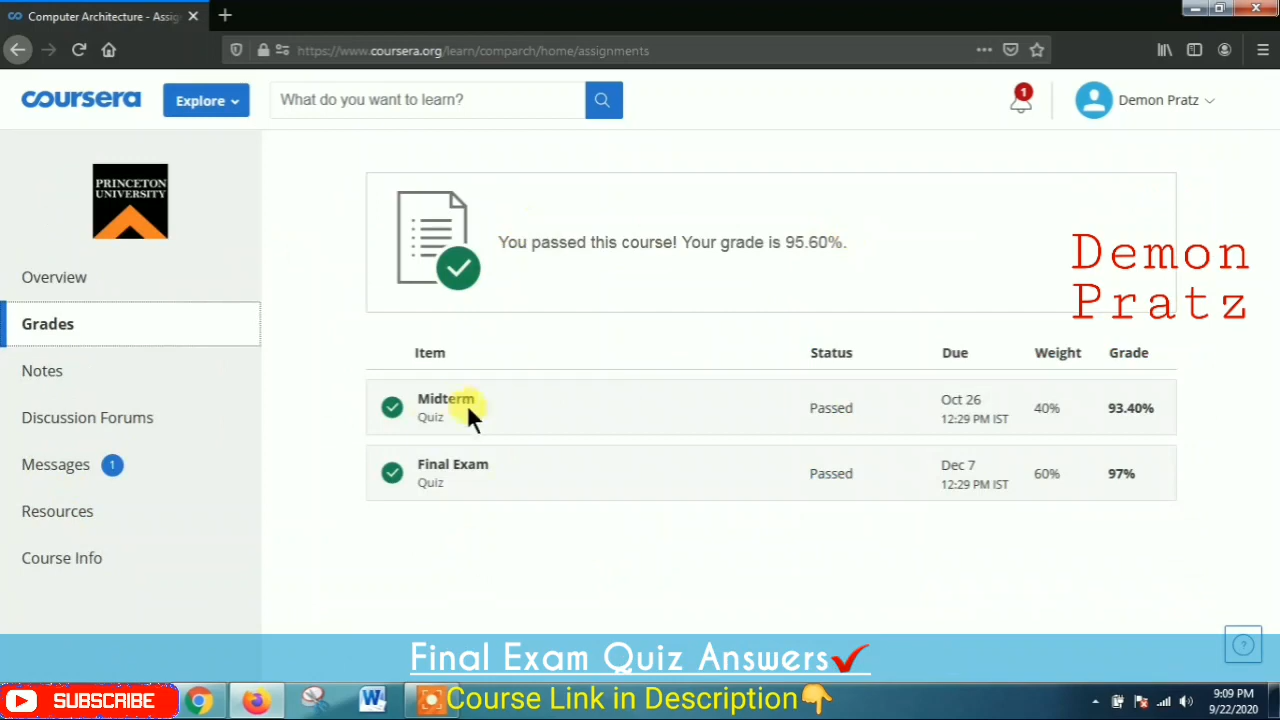 Computer Architecture - Assig
https://www.coursera.org/learn/comparch/home/assignments
coursera
Explore
What do you want to learn?
1
Demon Pratz
PRINCETON
UNIVERSITY
Overview
Grades
Notes
Discussion Forums
Messages 1
Resources
Course Info
You passed this course! Your grade is 95.60%.
Demon
Pratz
Item Status Due Weight Grade
Midterm
Quiz
Passed
Oct 26
12:29 PM IST
40%
93.40%
Final Exam
Quiz
Passed
Dec 7
12:29 PM IST
60%
97%
?
Final Exam Quiz Answers
SUBSCRIBE
W
Course Link in Description
9:09 PM
9/22/2020